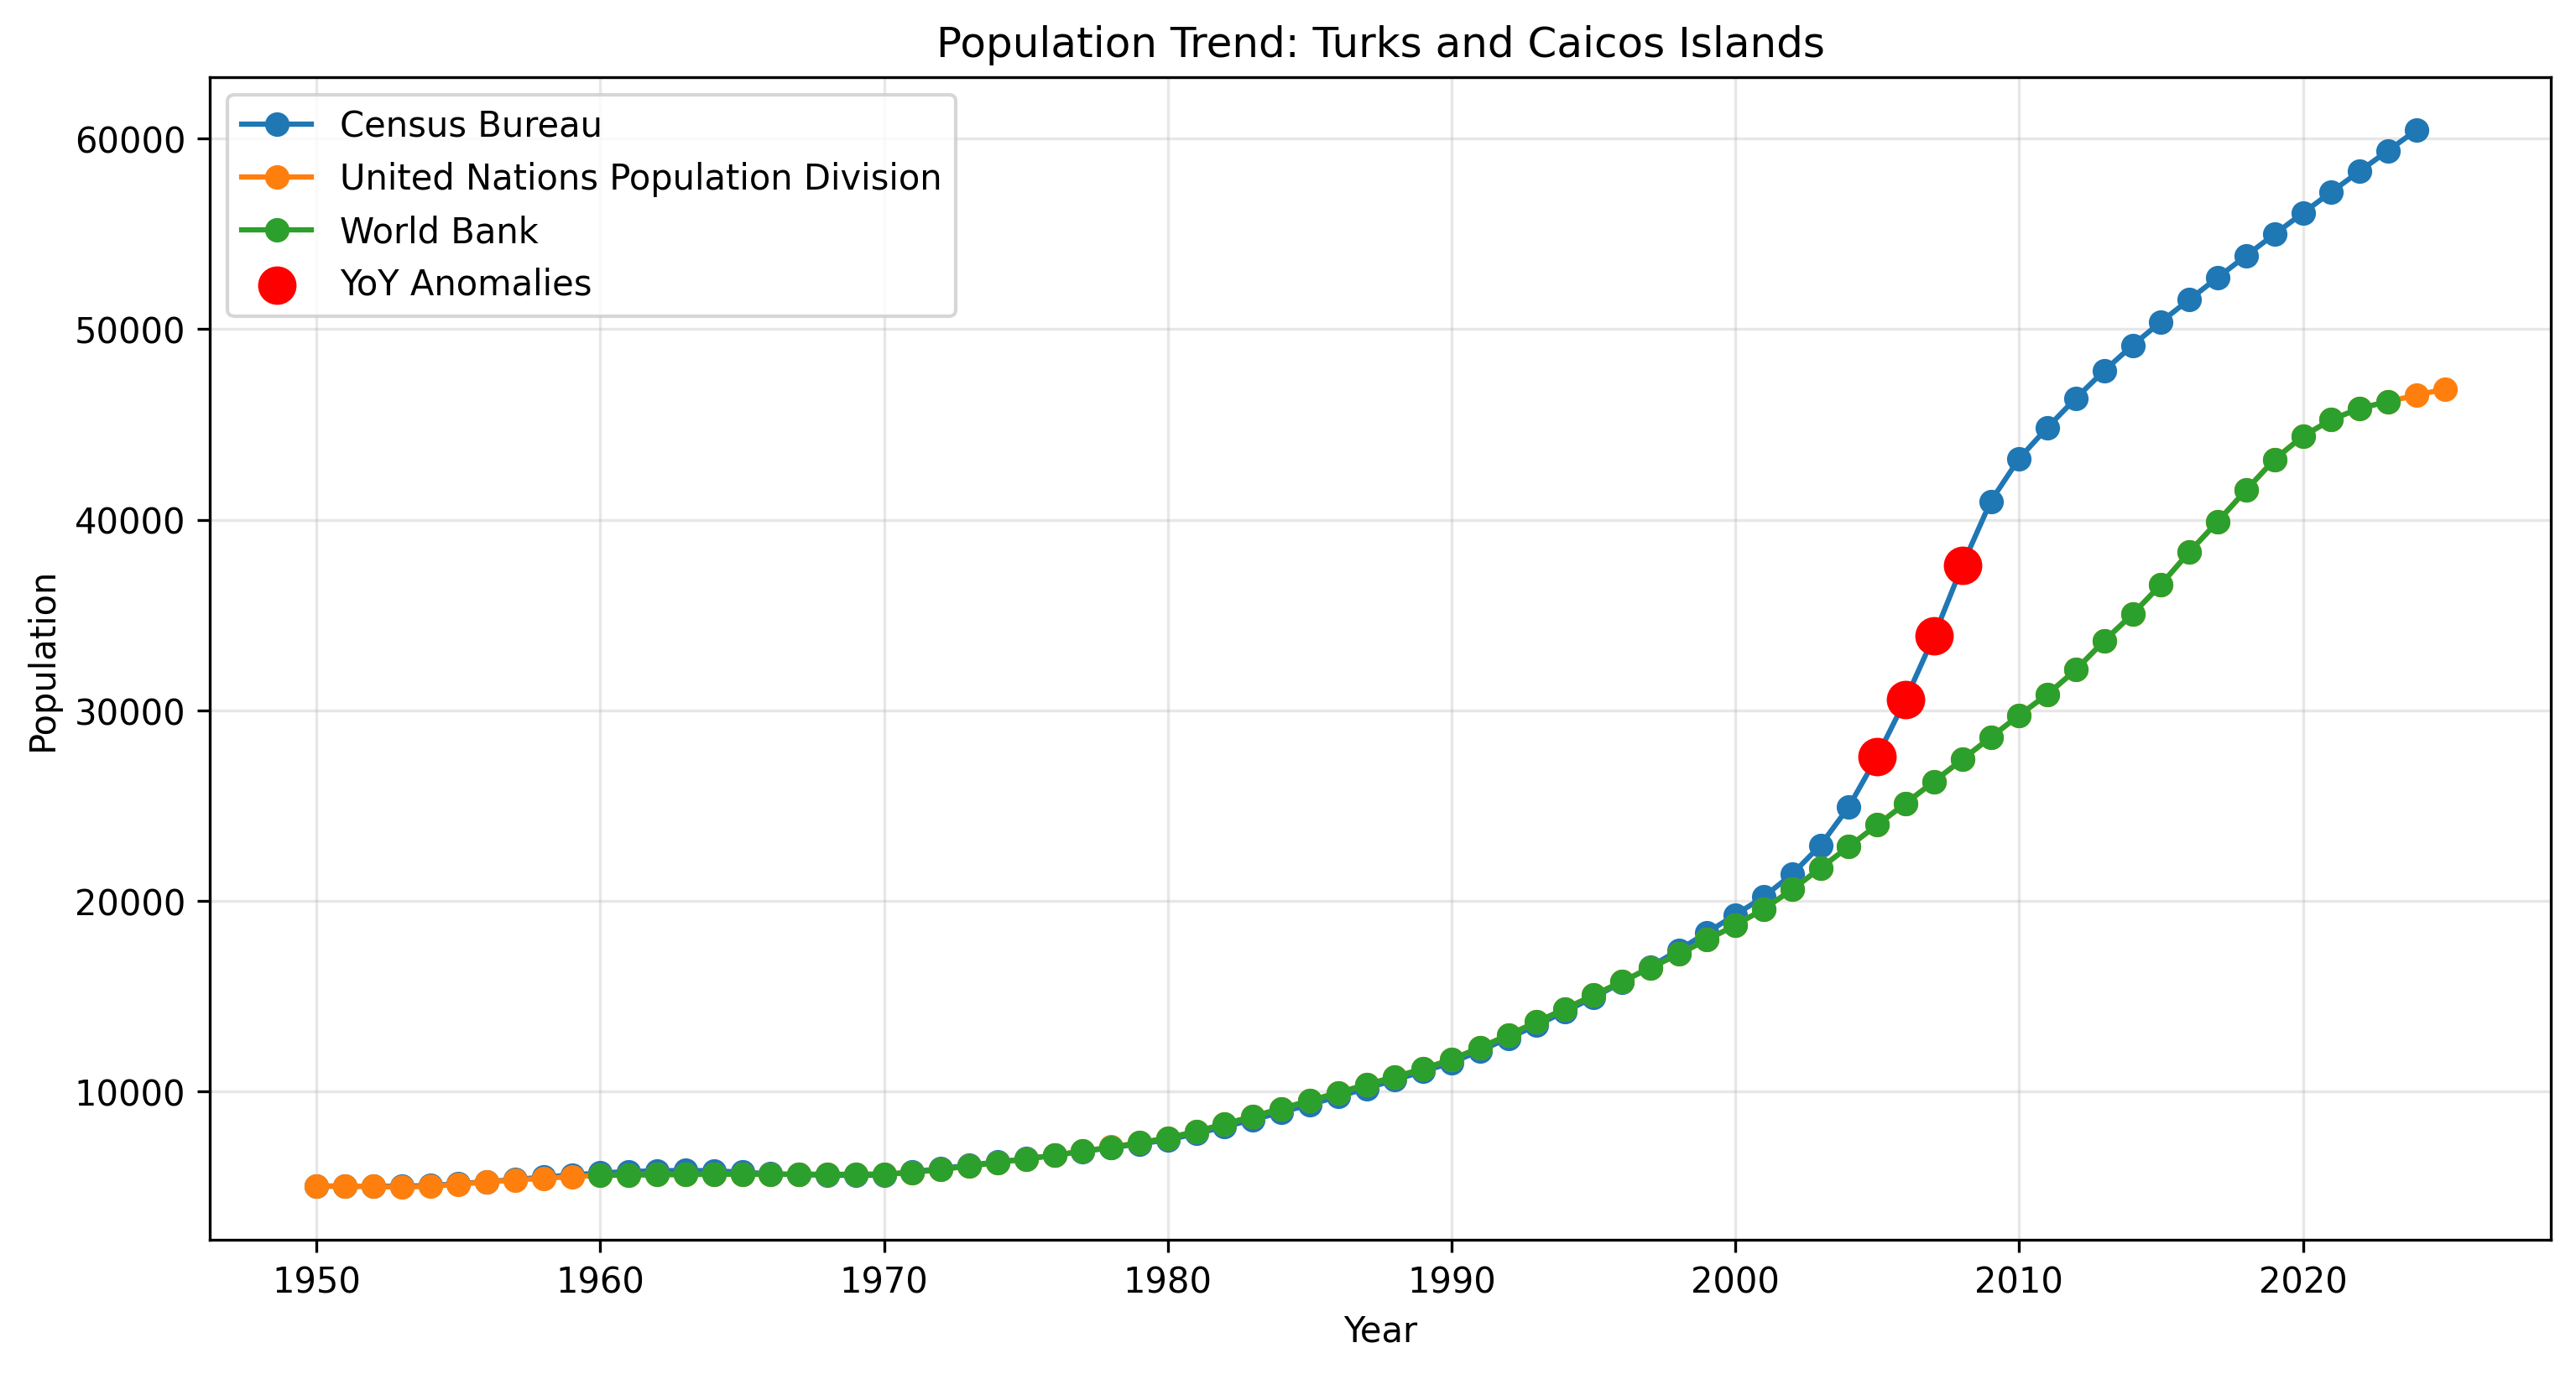 Population Trend: Turks and Caicos Islands
Census Bureau
United Nations Population Division
World Bank
YoY Anomalies
60000
50000
40000
30000
20000
10000
Population
1950 1960 1970 1980 1990 2000 2010 2020
Year